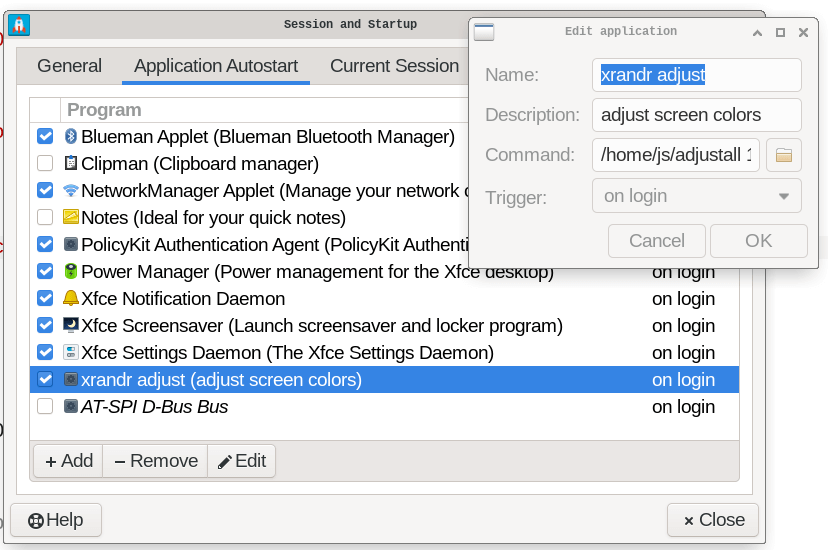 Session and Startup
Edit application
General
Application Autostart
Current Session
Name:
xrandr adjust
Description:
adjust screen colors
Command:
/home/js/adjustall 1
Trigger:
on login
Cancel
OK
Program
Blueman Applet (Blueman Bluetooth Manager)
Clipman (Clipboard manager)
NetworkManager Applet (Manage your network
Notes (Ideal for your quick notes)
PolicyKit Authentication Agent (PolicyKit Authenti
Power Manager (Power management for the Xfce desktop) on login
Xfce Notification Daemon on login
Xfce Screensaver (Launch screensaver and locker program) on login
Xfce Settings Daemon (The Xfce Settings Daemon) on login
xrandr adjust (adjust screen colors) on login
AT-SPI D-Bus Bus on login
Add
Remove
Edit
Help
Close